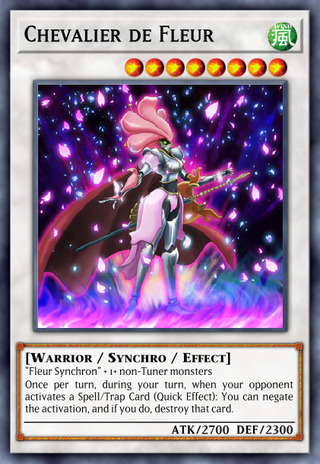 Chevalier de Fleur
風
[Warrior / Synchro / Effect]
"Fleur Synchron" + 1+ non-Tuner monsters
Once per turn, during your turn, when your opponent
activates a Spell/Trap Card (Quick Effect): You can negate
the activation, and if you do, destroy that card.
ATK/2700 DEF/2300